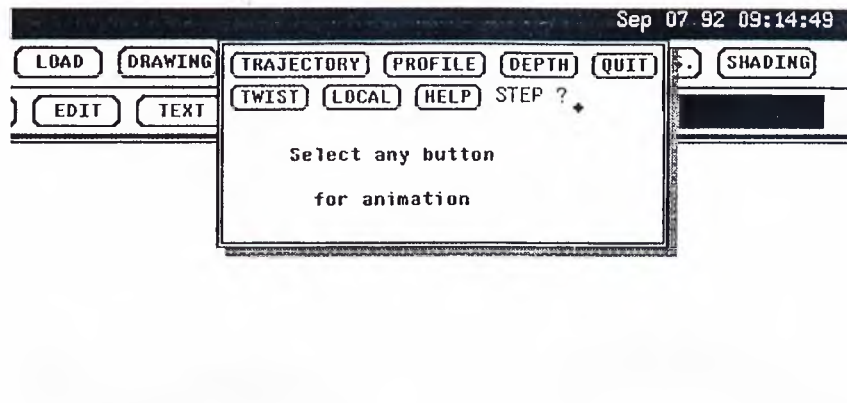 Sep 07 92 09:14:49
LOAD DRAWING TRAJECTORY PROFILE DEPTH QUIT SHADING
EDIT TEXT TWIST LOCAL HELP STEP ?
Select any button
for animation